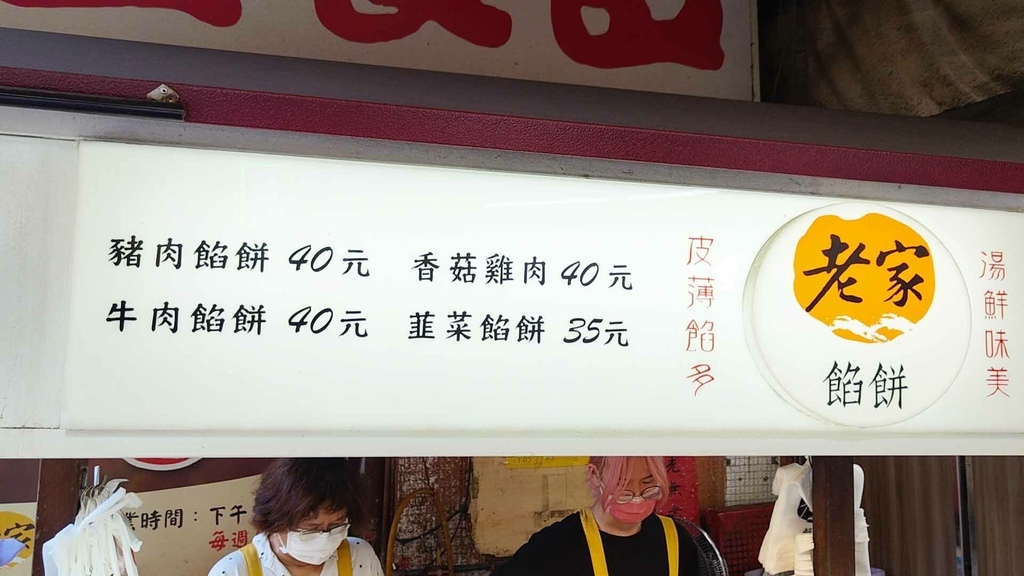 豬肉餡餅 40元
牛肉餡餅 40元
香菇雞肉 40元
韮菜餡餅 35元
皮薄餡多
老家
餡餅
湯鮮味美
業時間：下午
每週